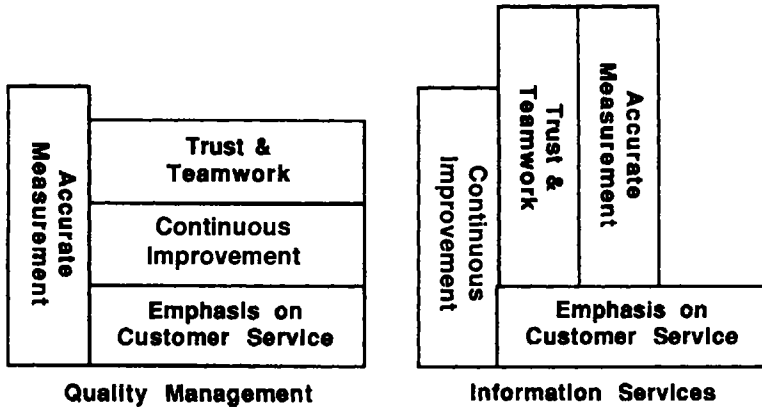 Accurate
Measurement
Trust &
Teamwork
Continuous
Improvement
Emphasis on
Customer Service
Quality Management
Continuous
Improvement
Trust &
Teamwork
Accurate
Measurement
Emphasis on
Customer Service
Information Services